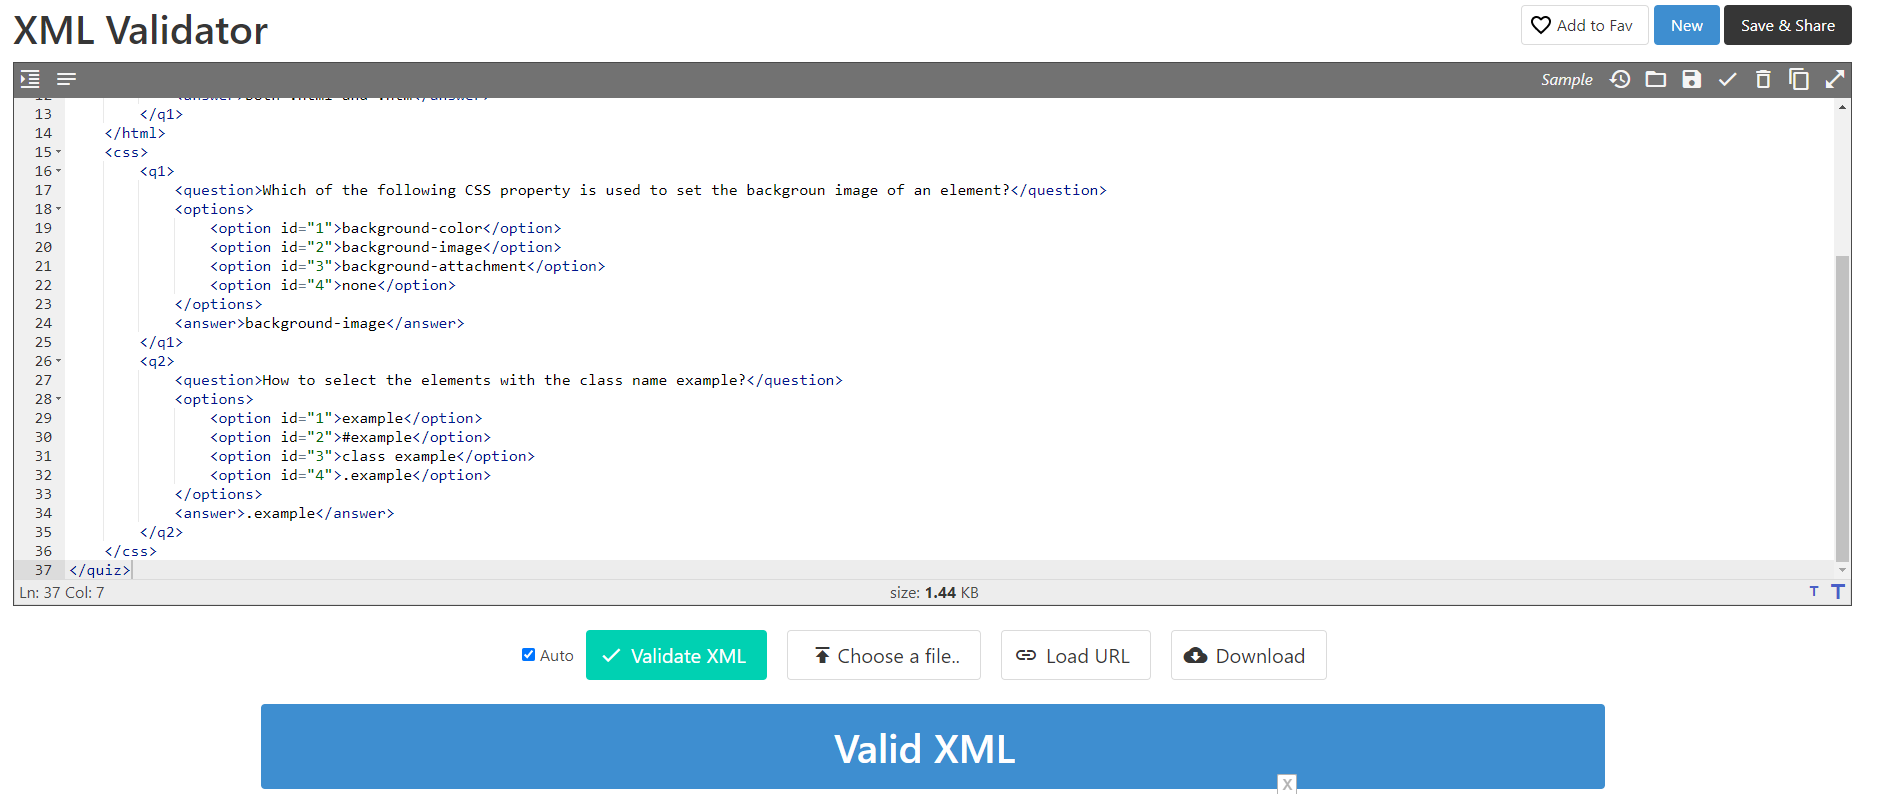 XML Validator
Add to Fav
New
Save & Share
Sample
13 </q1>
14 </html>
15 <css>
16 <q1>
17 <question>Which of the following CSS property is used to set the backgroun image of an element?</question>
18 <options>
19 <option id="1">background-color</option>
20 <option id="2">background-image</option>
21 <option id="3">background-attachment</option>
22 <option id="4">none</option>
23 </options>
24 <answer>background-image</answer>
25 </q1>
26 <q2>
27 <question>How to select the elements with the class name example?</question>
28 <options>
29 <option id="1">example</option>
30 <option id="2">#example</option>
31 <option id="3">class example</option>
32 <option id="4">.example</option>
33 </options>
34 <answer>.example</answer>
35 </q2>
36 </css>
37 </quiz>
Ln: 37 Col: 7
size: 1.44 KB
T T
Auto
Validate XML
Choose a file..
Load URL
Download
Valid XML
X